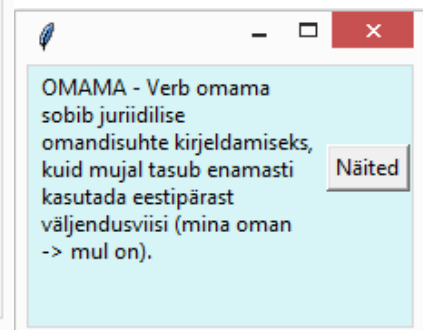 OMAMA - Verb omama
sobib juriidilise
omandisuhte kirjeldamiseks,
kuid mujal tasub enamasti
kasutada eestipärast
väljendusviisi (mina oman
-> mul on).
Näited